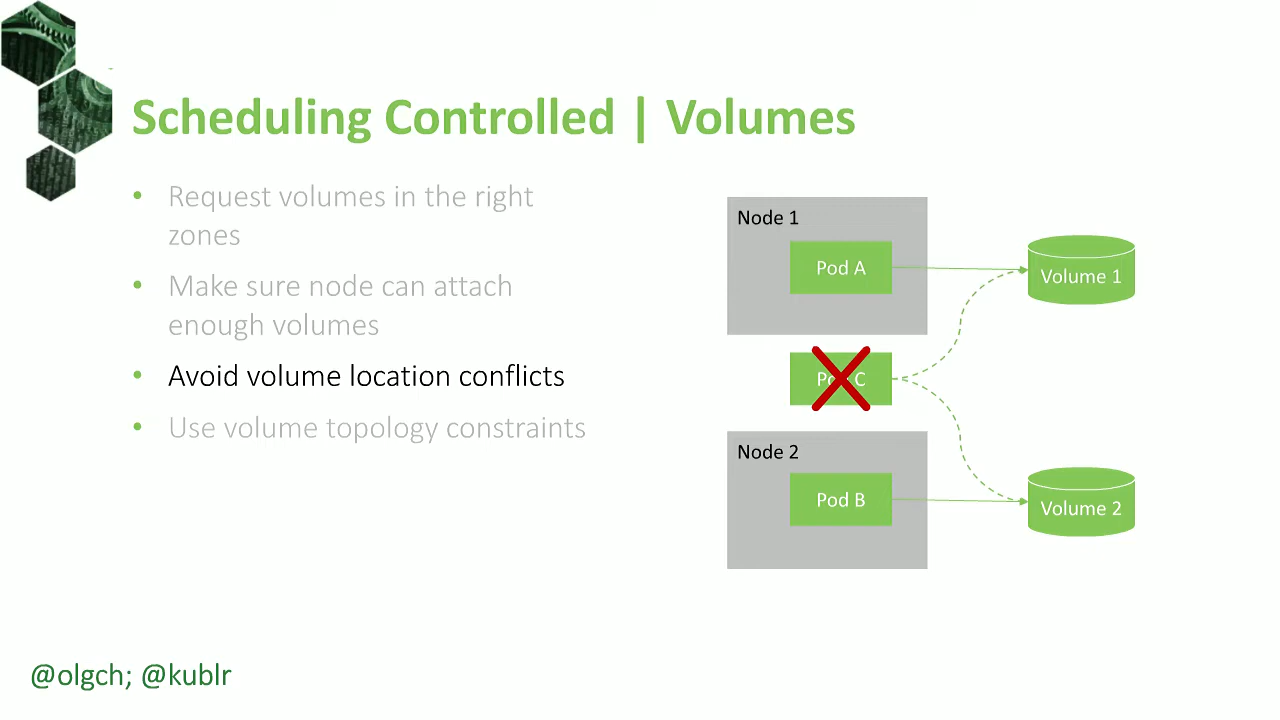 Scheduling Controlled | Volumes
• Request volumes in the right
zones
• Make sure node can attach
enough volumes
• Avoid volume location conflicts
• Use volume topology constraints
Node 1
Pod A
Volume 1
Pod C
Node 2
Pod B
Volume 2
@olgch; @kublr